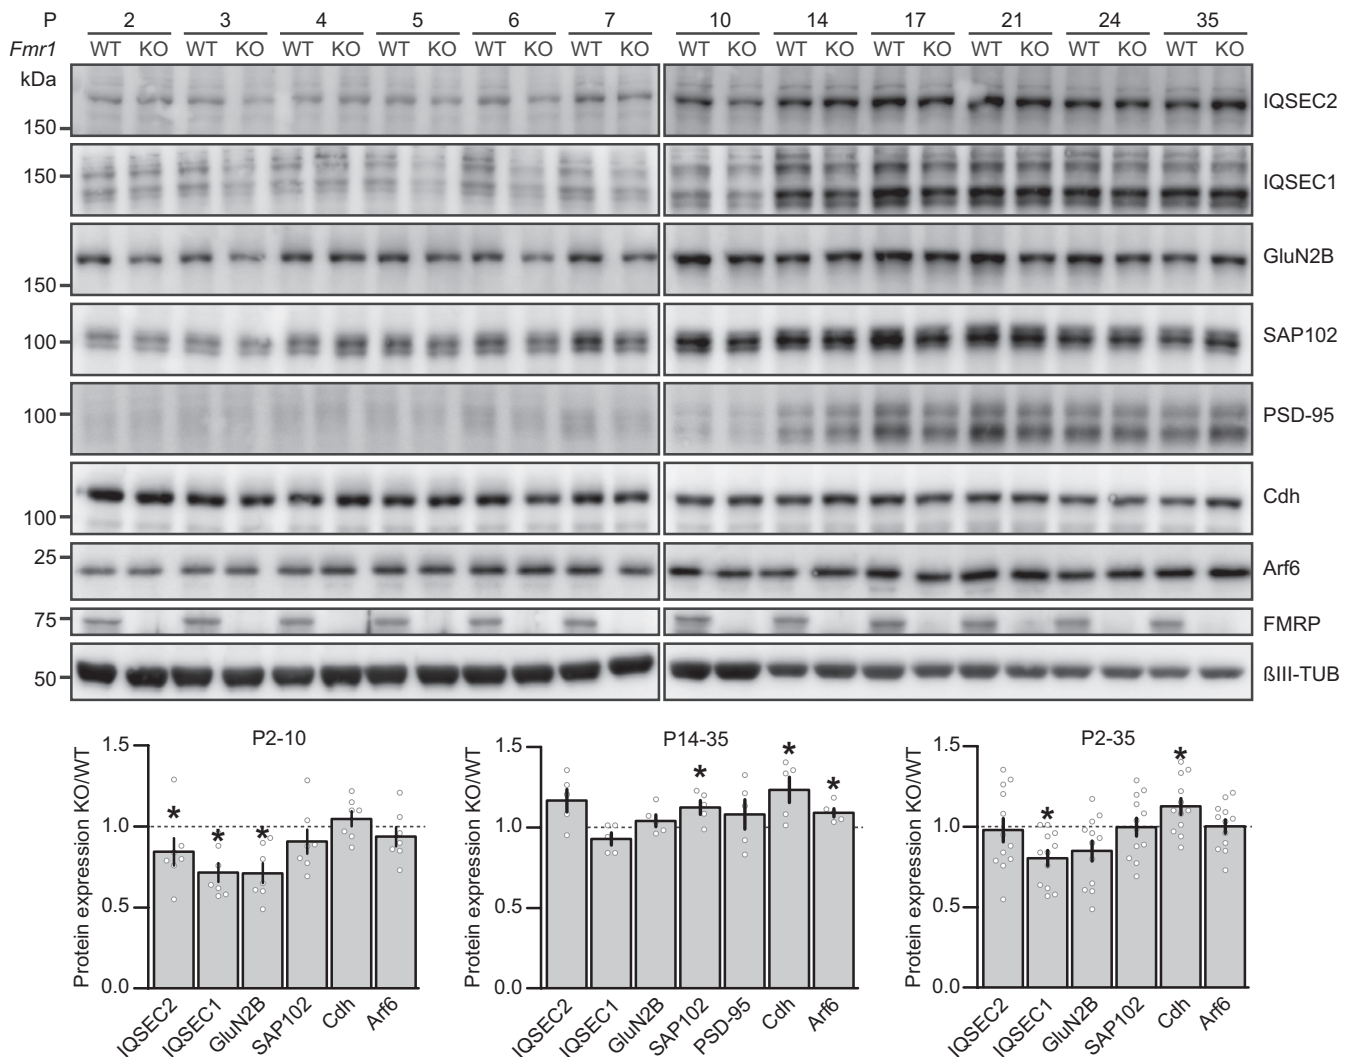 P 2 3 4 5 6 7 10 14 17 21 24 35
Fmr1 WT KO WT KO WT KO WT KO WT KO WT KO WT KO WT KO WT KO WT KO WT KO WT KO
kDa
IQSEC2
150
150
IQSEC1
GluN2B
150
100
SAP102
100
PSD-95
Cdh
100
25
Arf6
75
FMRP
50
ßIII-TUB
P2-10
Protein expression KO/WT
1.5
1.0
0.5
0.0
* * *
IQSEC2 IQSEC1 GluN2B SAP102 Cdh Arf6
P14-35
Protein expression KO/WT
1.5
1.0
0.5
0.0
* * *
IQSEC2 IQSEC1 GluN2B SAP102 PSD-95 Cdh Arf6
P2-35
Protein expression KO/WT
1.5
1.0
0.5
0.0
* *
IQSEC2 IQSEC1 GluN2B SAP102 Cdh Arf6